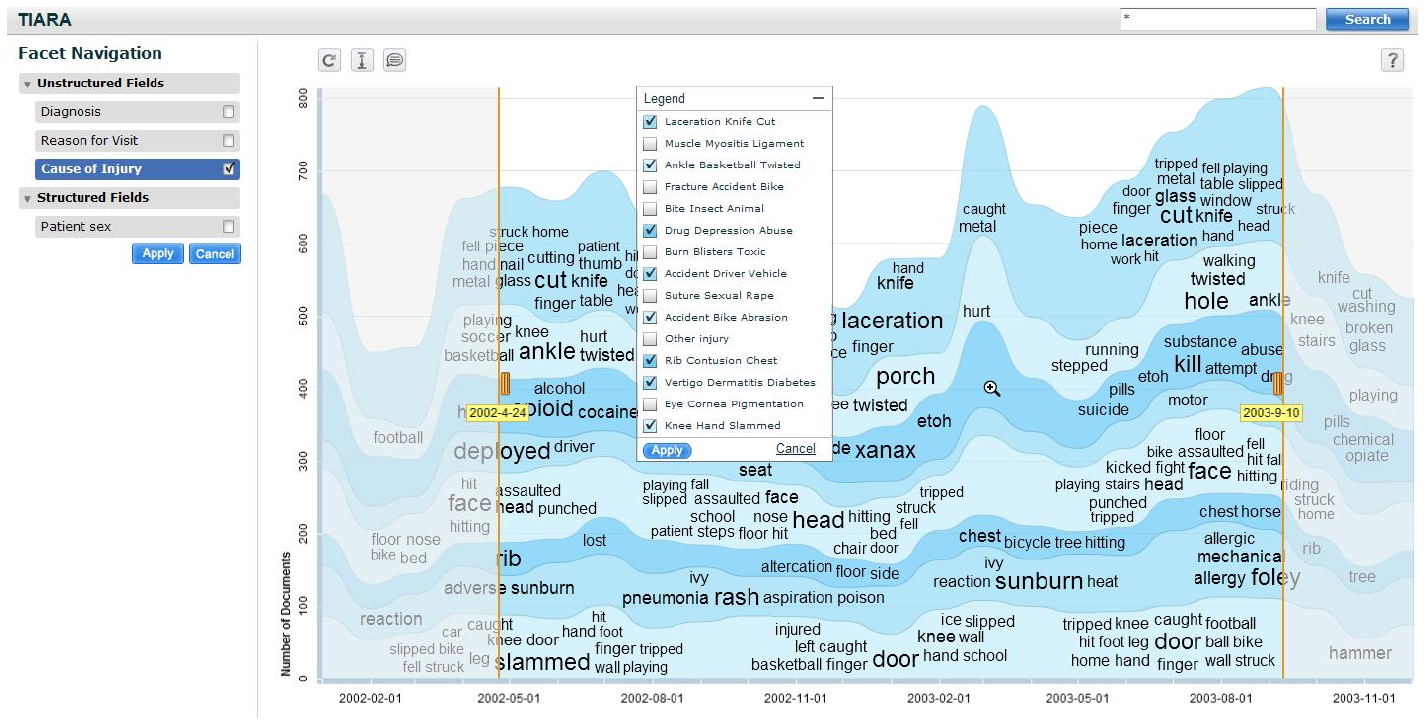 TIARA
*
Search
Facet Navigation
Unstructured Fields
Diagnosis
Reason for Visit
Cause of Injury
Structured Fields
Patient sex
Apply Cancel
?
Legend
Laceration Knife Cut
Muscle Myositis Ligament
Ankle Basketball Twisted
Fracture Accident Bike
Bite Insect Animal
Drug Depression Abuse
Burn Blisters Toxic
Accident Driver Vehicle
Suture Sexual Rape
Accident Bike Abrasion
Other injury
Rib Contusion Chest
Vertigo Dermatitis Diabetes
Eye Cornea Pigmentation
Knee Hand Slammed
Apply Cancel
Number of Documents
800
700
600
500
400
300
200
100
0
struck home
fell piece patient
hand nail cutting thumb
metal glass cut knife
finger table
playing
soccer knee hurt
basketball ankle twisted
alcohol
2002-4-24 opioid cocaine
football
deployed driver
hit assaulted
face head punched
hitting
floor nose lost
bike bed rib
adverse sunburn
reaction
caught hit
car knee door hand foot
slipped bike finger tripped
fell struck leg slammed wall playing
seat
playing fall
slipped assaulted face
school nose head hitting
patient steps floor hit bed
tripped
struck
fell
chair door
altercation floor side
ivy
pneumonia rash aspiration poison
injured
left caught
basketball finger door
caught
metal
hand
knife
hurt
laceration
finger
porch
twisted
etoh
xanax
chest bicycle tree hitting
ivy
reaction sunburn heat
ice slipped
knee wall
hand school
tripped fell playing
metal table slipped
door glass window
finger cut knife struck
piece head
home laceration hand
work hit
walking
twisted
hole ankle
running substance abuse
stepped kill attempt drug
etoh
pills
suicide motor
2003-9-10
floor
bike assaulted fell
kicked fight face hit fall
playing stairs head hitting
punched
tripped
chest horse
allergic
mechanical
allergy foley
tripped knee caught football
hit foot leg door ball bike
home hand finger wall struck
knife
cut
washing
knee broken
stairs glass
playing
pills
chemical
opiate
riding
struck
home
rib
tree
hammer
2002-02-01 2002-05-01 2002-08-01 2002-11-01 2003-02-01 2003-05-01 2003-08-01 2003-11-01